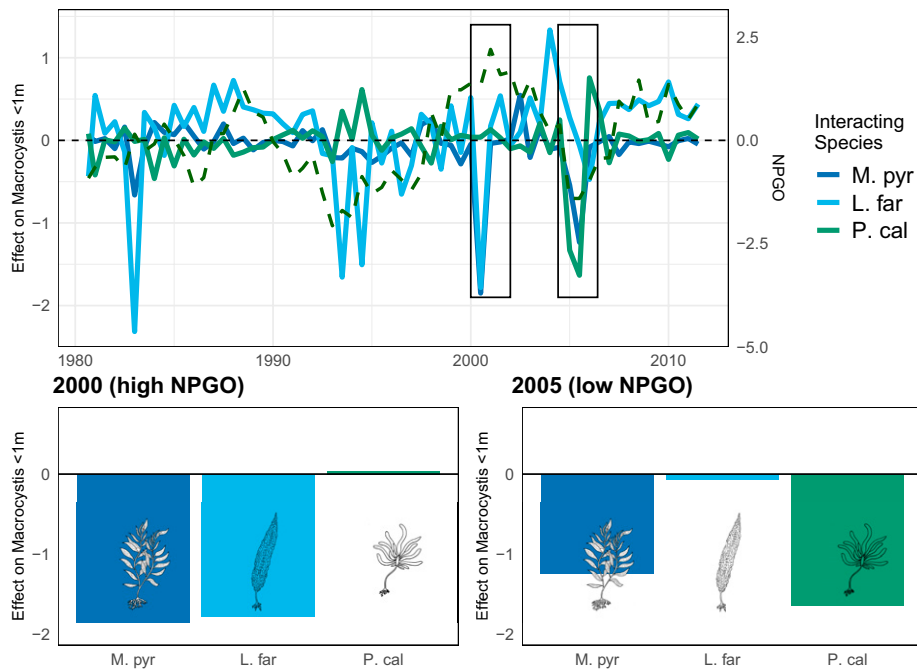 1
0
−1
−2
Effect on Macrocystis <1m
2.5
0.0
−2.5
−5.0
NPGO
1980
1990
2000
2010
Interacting
Species
M. pyr
L. far
P. cal
2000 (high NPGO)
0
−1
−2
Effect on Macrocystis <1m
M. pyr
L. far
P. cal
2005 (low NPGO)
0
−1
−2
Effect on Macrocystis <1m
M. pyr
L. far
P. cal